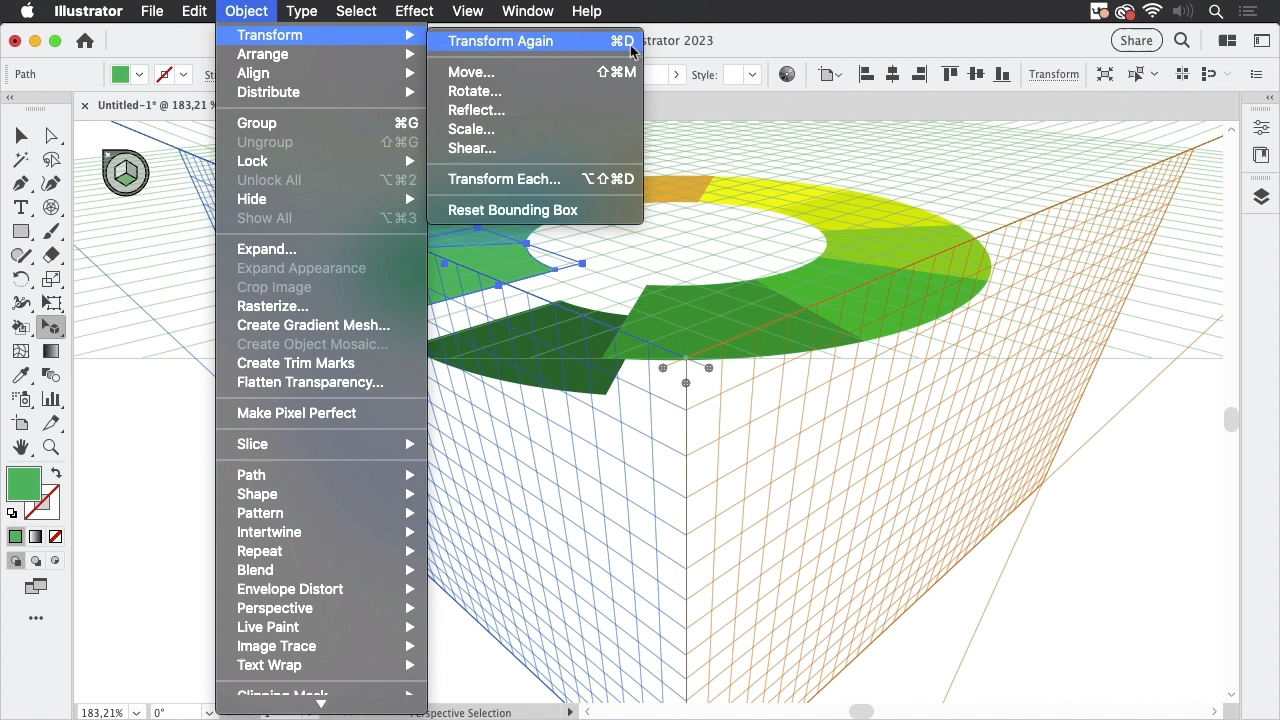 Illustrator File Edit Object Type Select Effect View Window Help
strator 2023
Share
Path
St
Style:
Transform
Untitled-1* @ 183,21 %
Transform
Arrange
Align
Distribute
Group ⌘G
Ungroup ⇧⌘G
Lock
Unlock All ⌥⌘2
Hide
Show All ⌥⌘3
Expand...
Expand Appearance
Crop Image
Rasterize...
Create Gradient Mesh...
Create Object Mosaic...
Create Trim Marks
Flatten Transparency...
Make Pixel Perfect
Slice
Path
Shape
Pattern
Intertwine
Repeat
Blend
Envelope Distort
Perspective
Live Paint
Image Trace
Text Wrap
Clipping Mask
Transform Again ⌘D
Move... ⇧⌘M
Rotate...
Reflect...
Scale...
Shear...
Transform Each... ⌥⇧⌘D
Reset Bounding Box
183,21%
0°
1
Perspective Selection